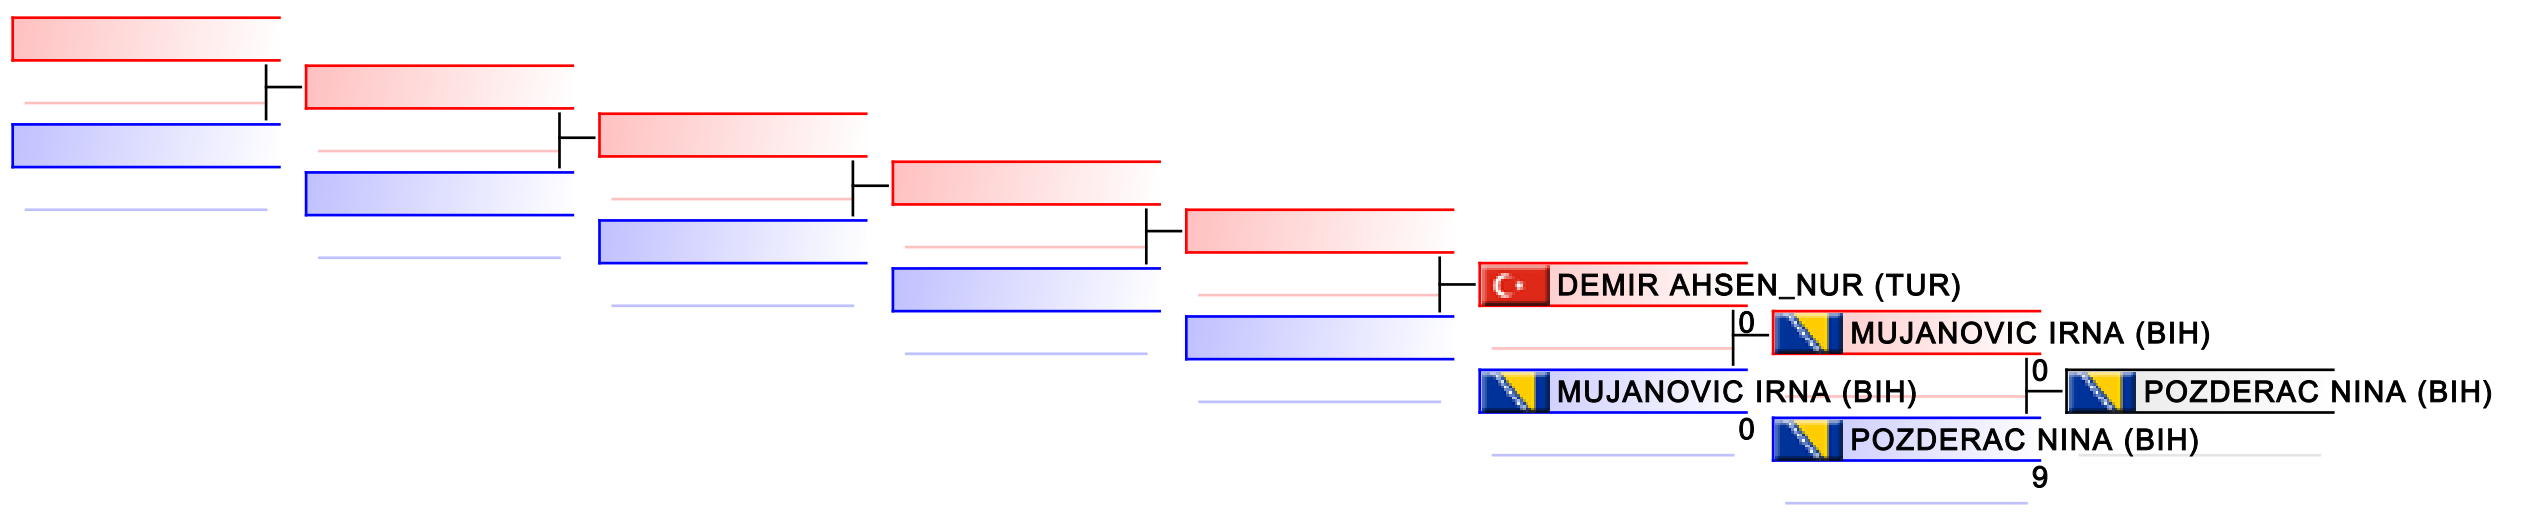 DEMIR AHSEN_NUR (TUR)
0
MUJANOVIC IRNA (BIH)
0
MUJANOVIC IRNA (BIH)
0
POZDERAC NINA (BIH)
9
POZDERAC NINA (BIH)